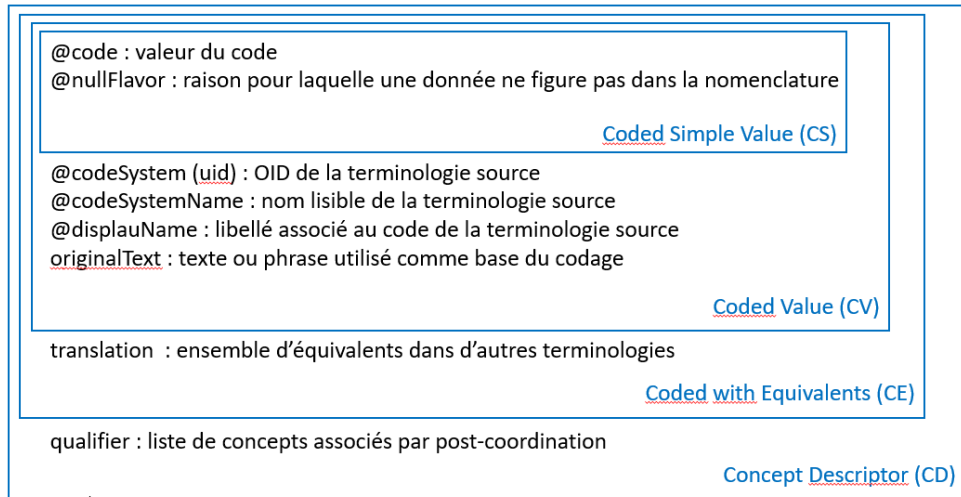 @code : valeur du code
@nullFlavor : raison pour laquelle une donnée ne figure pas dans la nomenclature
Coded Simple Value (CS)
@codeSystem (uid) : OID de la terminologie source
@codeSystemName : nom lisible de la terminologie source
@displauName : libellé associé au code de la terminologie source
originalText : texte ou phrase utilisé comme base du codage
Coded Value (CV)
translation : ensemble d'équivalents dans d'autres terminologies
Coded with Equivalents (CE)
qualifier : liste de concepts associés par post-coordination
Concept Descriptor (CD)